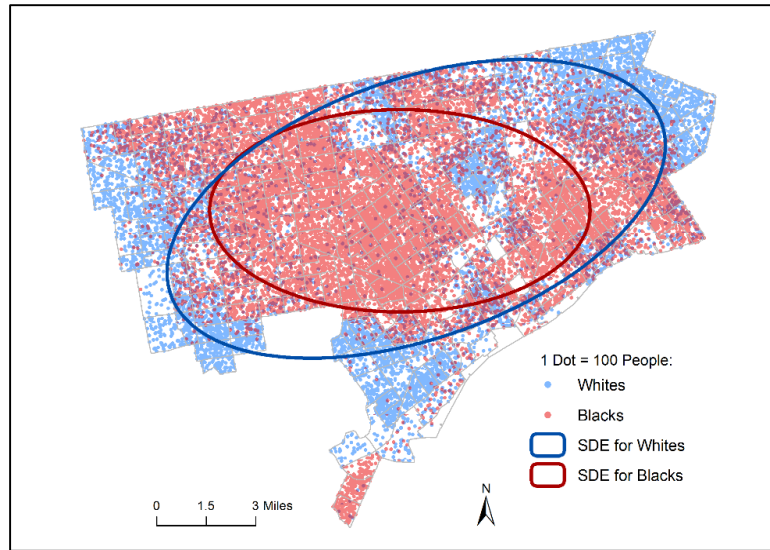 1 Dot = 100 People:
Whites
Blacks
SDE for Whites
SDE for Blacks
N
0 1.5 3 Miles